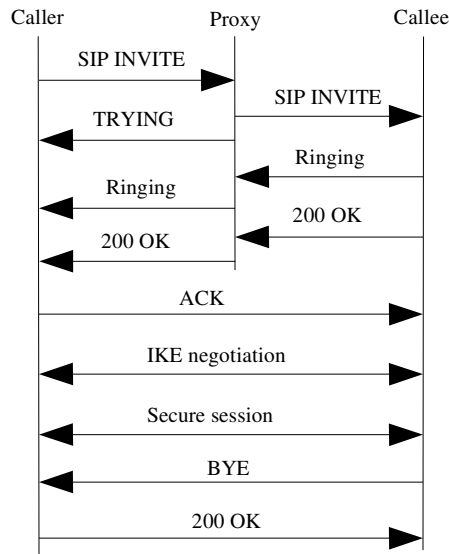 Caller Proxy Callee
SIP INVITE
SIP INVITE
TRYING
Ringing
Ringing
200 OK
200 OK
ACK
IKE negotiation
Secure session
BYE
200 OK